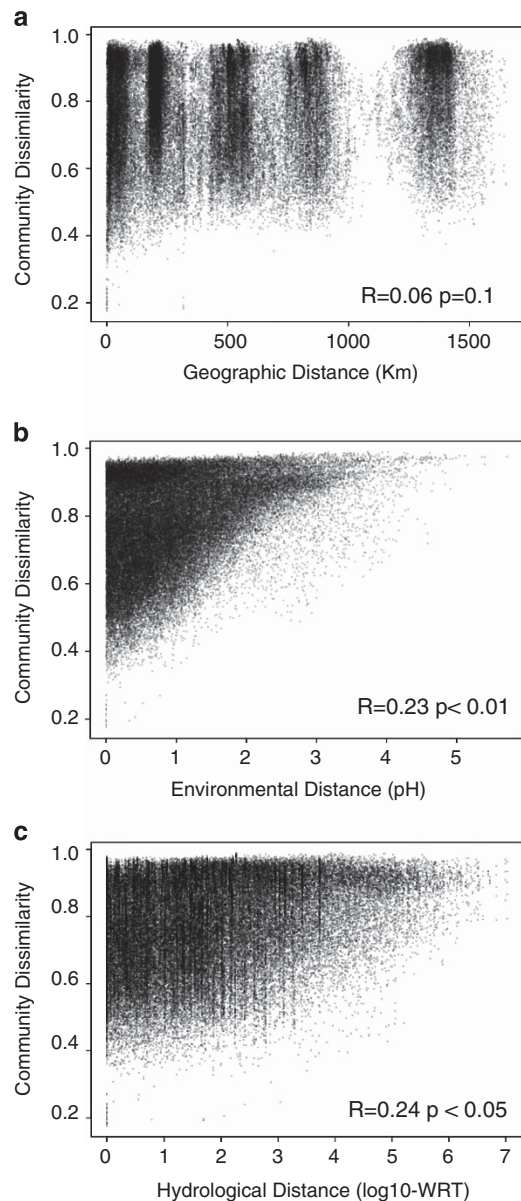 a
Community Dissimilarity
1.0
0.8
0.6
0.4
0.2
R=0.06 p=0.1
0 500 1000 1500
Geographic Distance (Km)
b
Community Dissimilarity
1.0
0.8
0.6
0.4
0.2
R=0.23 p< 0.01
0 1 2 3 4 5
Environmental Distance (pH)
c
Community Dissimilarity
1.0
0.8
0.6
0.4
0.2
R=0.24 p < 0.05
0 1 2 3 4 5 6 7
Hydrological Distance (log10-WRT)